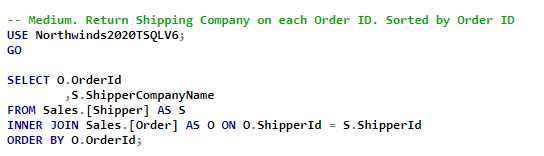 -- Medium. Return Shipping Company on each Order ID. Sorted by Order ID
USE Northwinds2020TSQLV6;
GO

SELECT O.OrderId
        ,S.ShipperCompanyName
FROM Sales.[Shipper] AS S
INNER JOIN Sales.[Order] AS O ON O.ShipperId = S.ShipperId
ORDER BY O.OrderId;